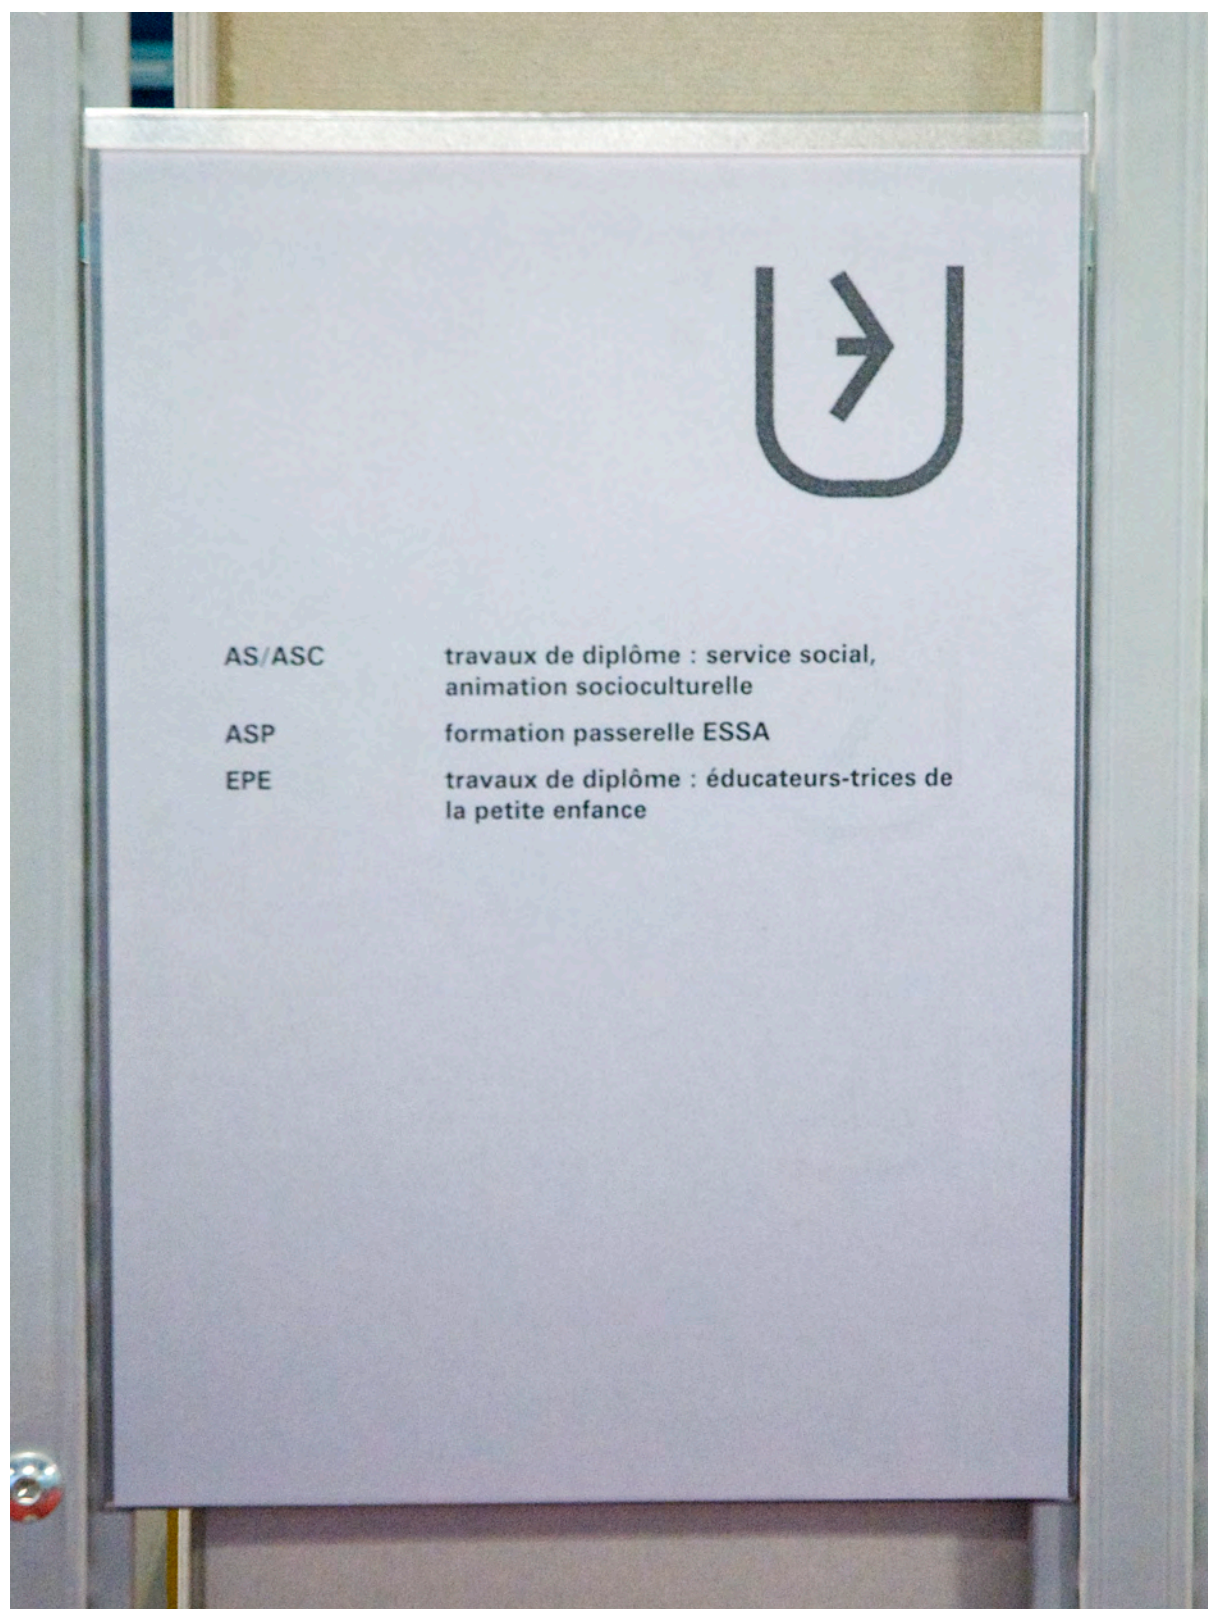 U
AS/ASC travaux de diplôme : service social,
animation socioculturelle
ASP formation passerelle ESSA
EPE travaux de diplôme : éducateurs-trices de
la petite enfance